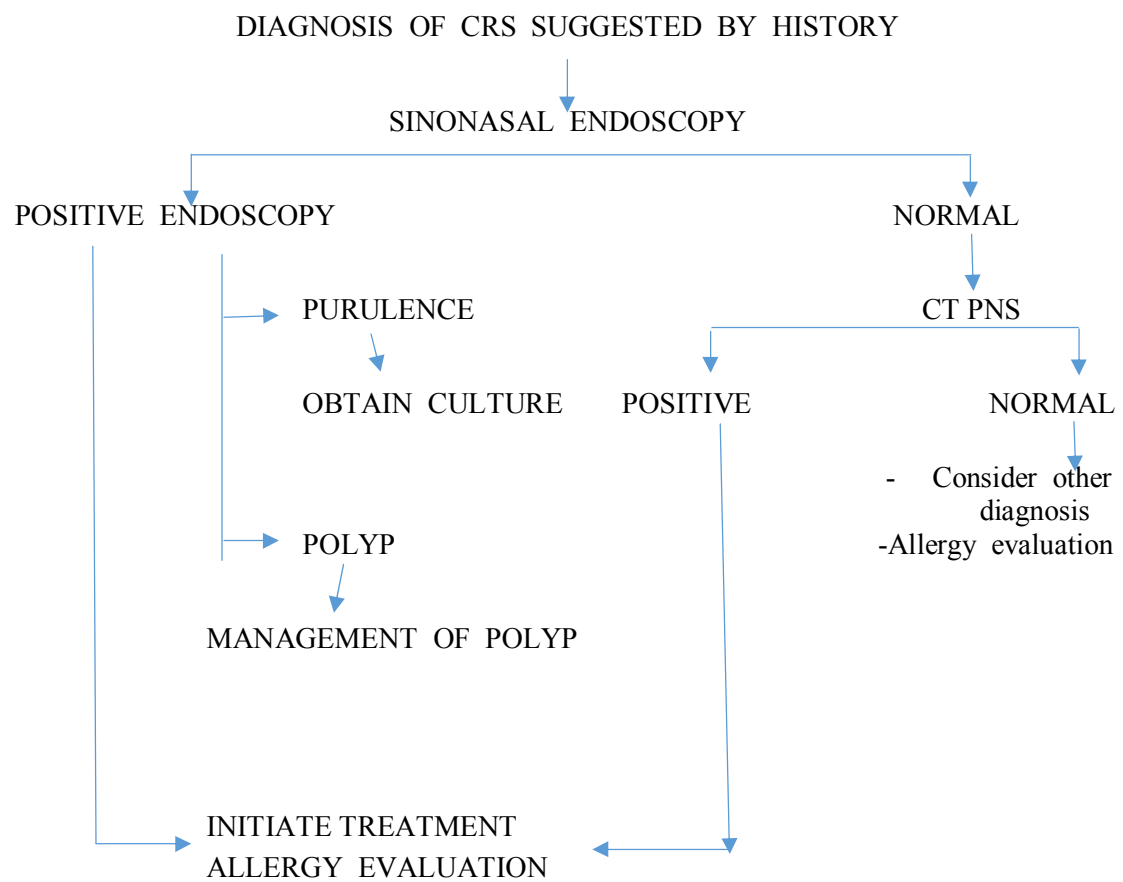 DIAGNOSIS OF CRS SUGGESTED BY HISTORY
SINONASAL ENDOSCOPY
POSITIVE ENDOSCOPY
NORMAL
PURULENCE
CT PNS
OBTAIN CULTURE
POSITIVE
NORMAL
- Consider other
diagnosis
-Allergy evaluation
POLYP
MANAGEMENT OF POLYP
INITIATE TREATMENT
ALLERGY EVALUATION